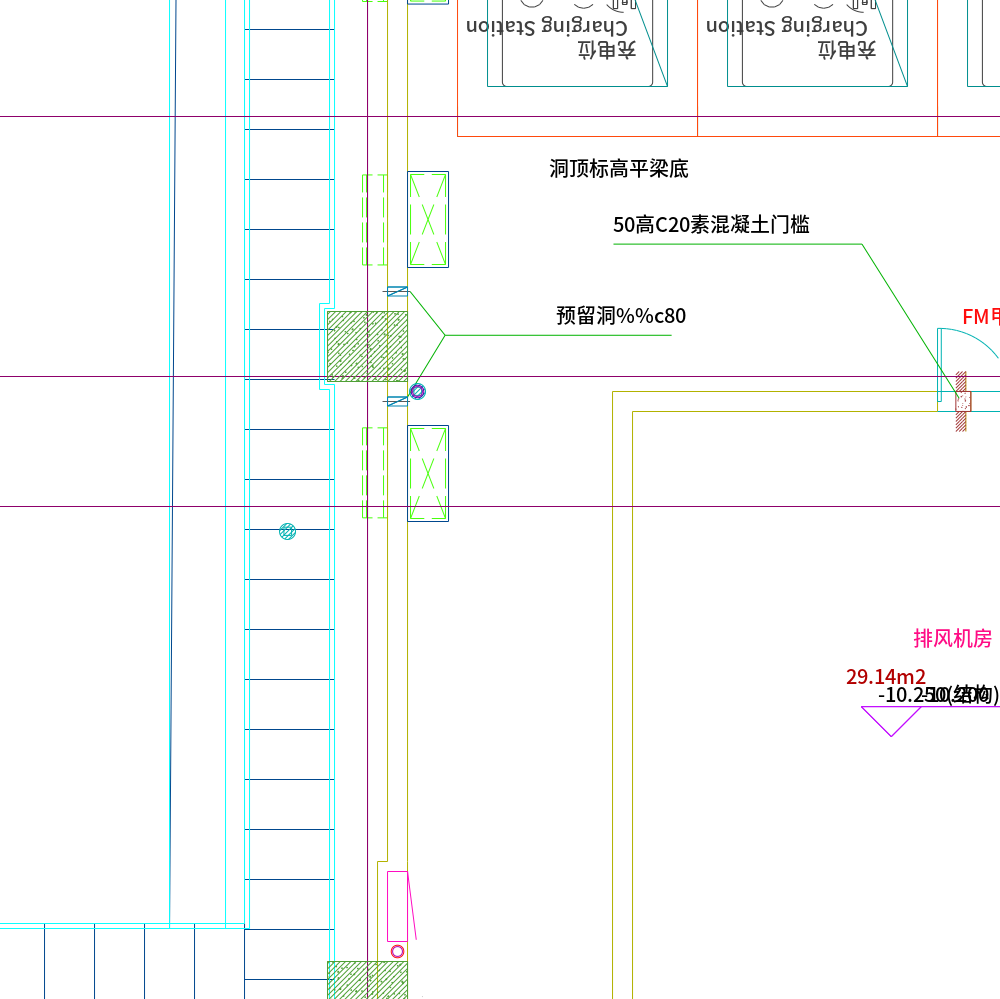 Charging Station
充电位
Charging Station
充电位
洞顶标高平梁底
50高C20素混凝土门槛
预留洞%%c80
FM甲
排风机房
29.14m2
-10.250(结构)